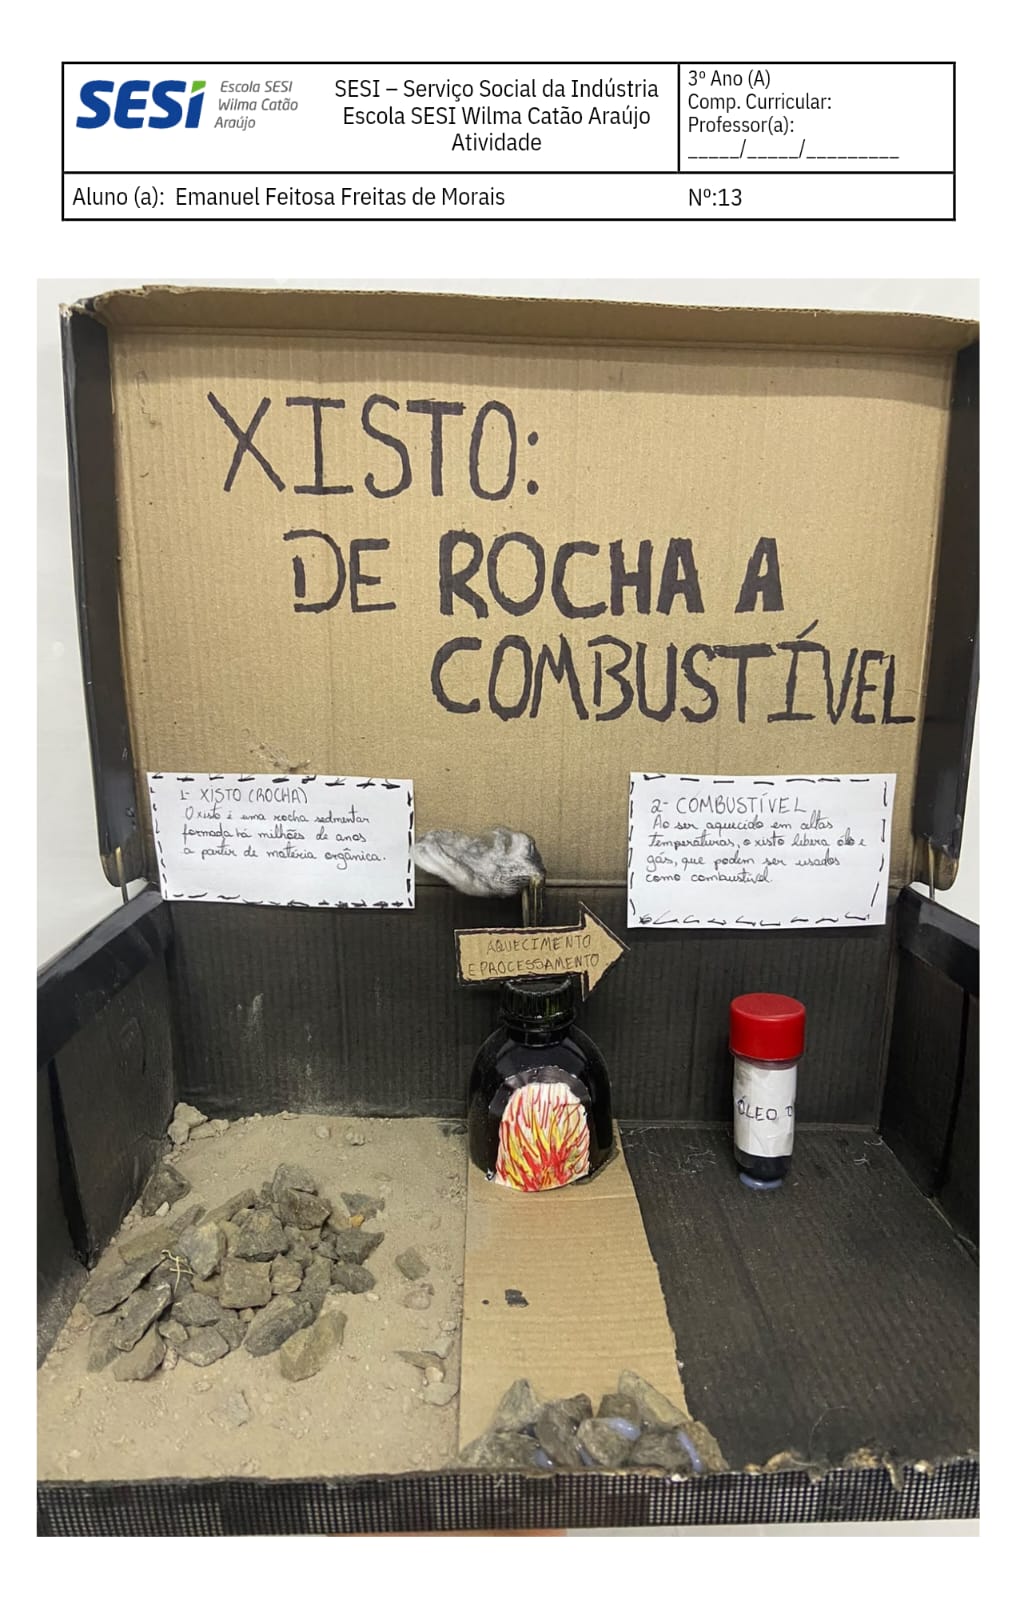 SESI
Escola SESI
Wilma Catão
Araújo
SESI – Serviço Social da Indústria
Escola SESI Wilma Catão Araújo
Atividade
3º Ano (A)
Comp. Curricular:
Professor(a):
_____/_____/_________
Aluno (a): Emanuel Feitosa Freitas de Morais
Nº:13
XISTO:
DE ROCHA A
COMBUSTÍVEL
1- XISTO (ROCHA)
O xisto é uma rocha sedmentar
formada há milhões de anos
a partir de matéria orgânica.
2- COMBUSTÍVEL
Ao ser aquecido em altas
temperaturas, o xisto libera óleo e
gás, que podem ser usados
como combustível.
AQUECIMENTO
E PROCESSAMENTO
ÓLEO D